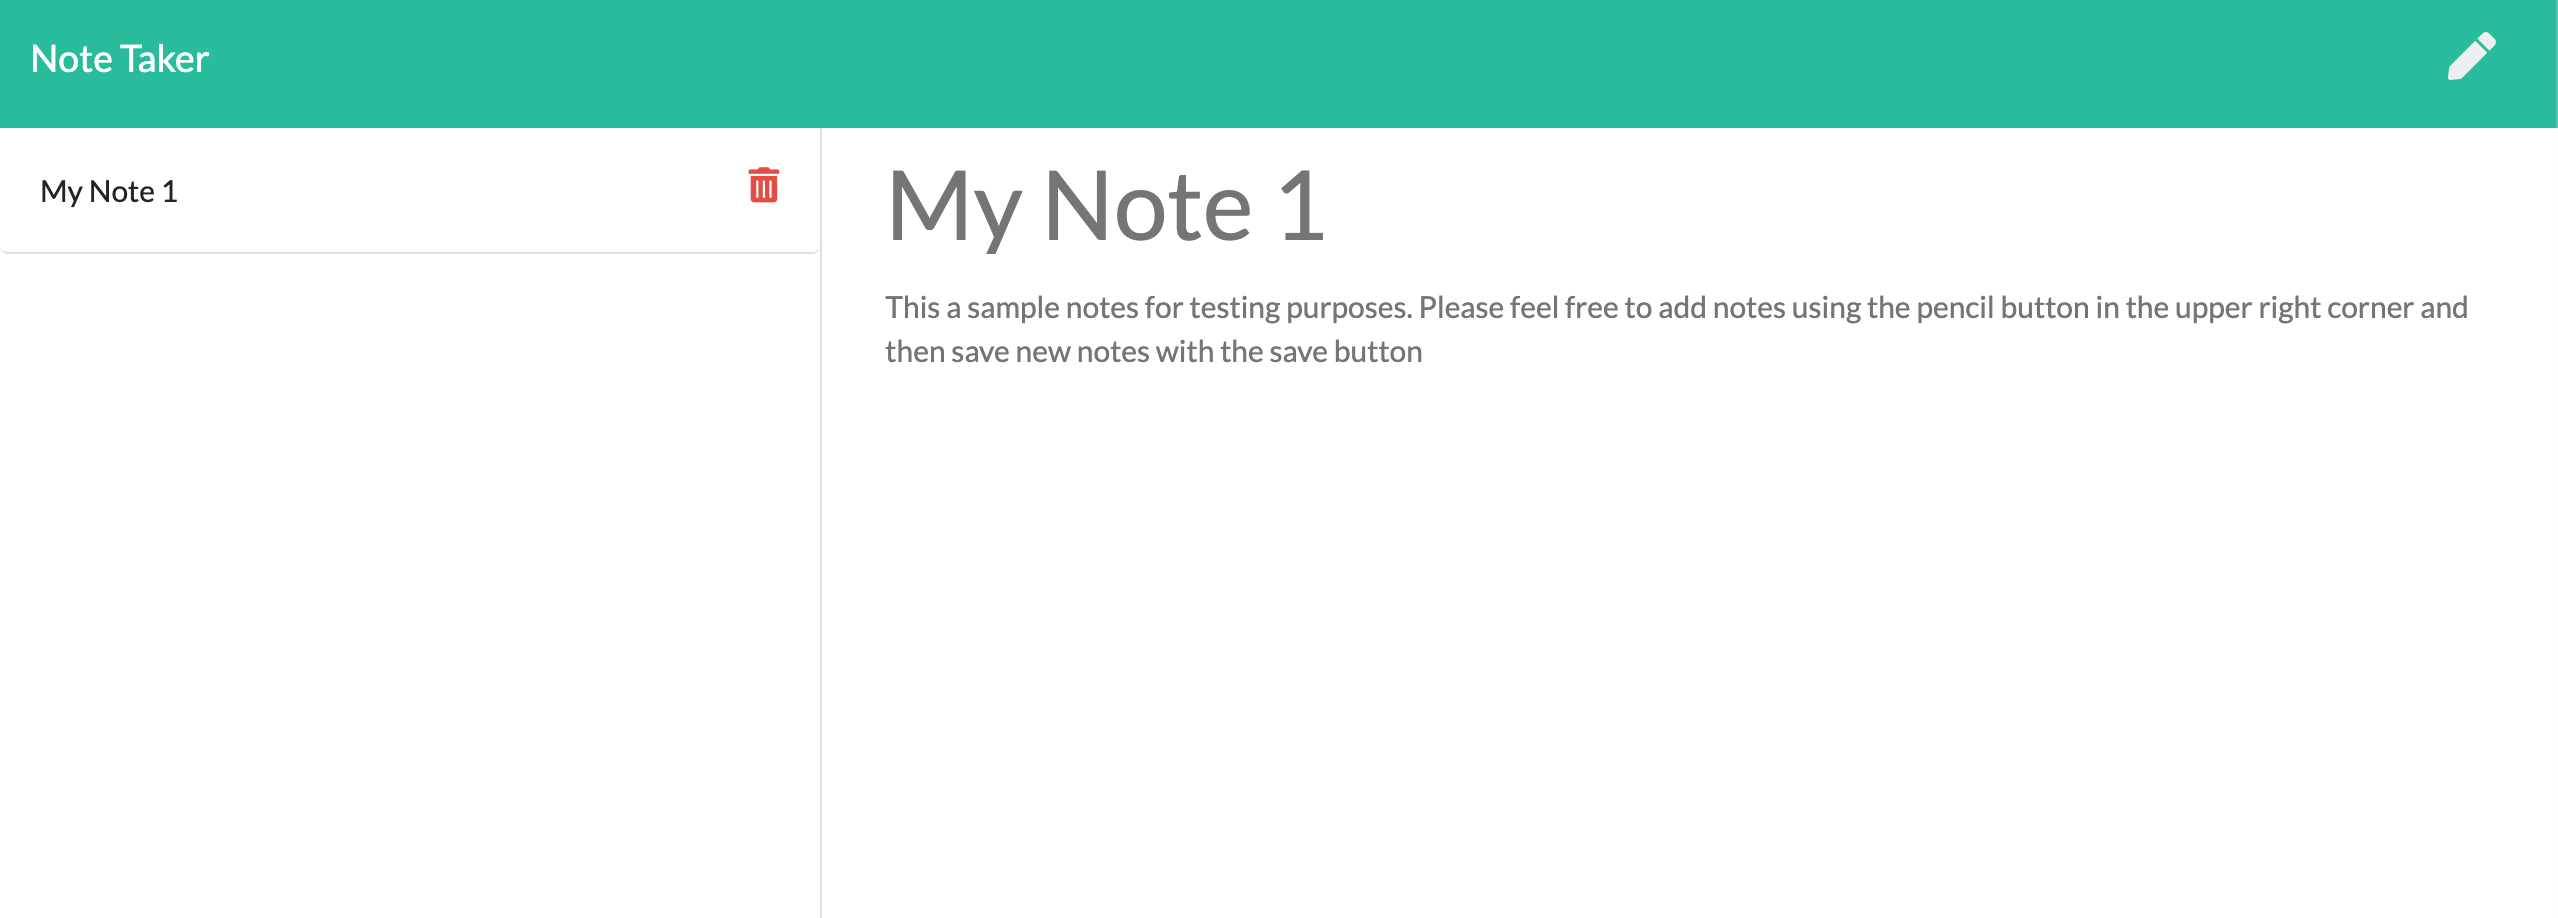 Note Taker
My Note 1
My Note 1
This a sample notes for testing purposes. Please feel free to add notes using the pencil button in the upper right corner and
then save new notes with the save button